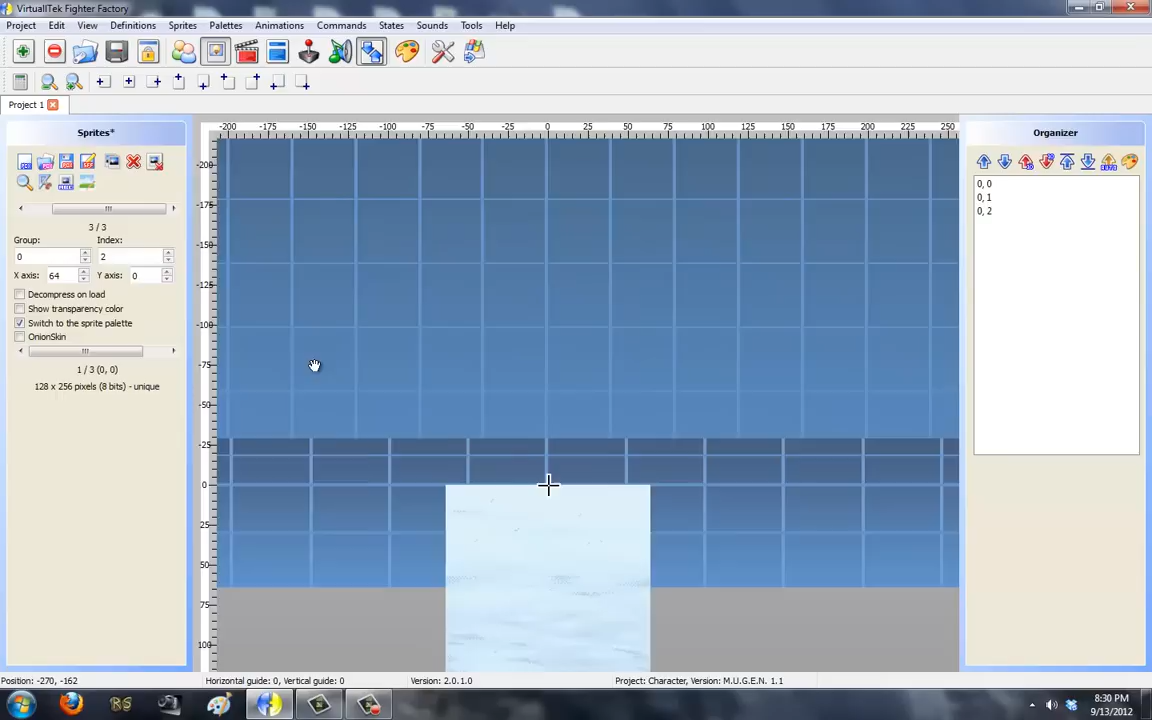 VirtuallTek Fighter Factory
Project Edit View Definitions Sprites Palettes Animations Commands States Sounds Tools Help
Project 1
Sprites*
3 / 3
Group: Index:
0 2
X axis: 64 Y axis: 0
Decompress on load
Show transparency color
Switch to the sprite palette
OnionSkin
1 / 3 (0, 0)
128 x 256 pixels (8 bits) - unique
-200 -175 -150 -125 -100 -75 -50 -25 0 25 50 75 100 125 150 175 200 225 250
-200
-175
-150
-125
-100
-75
-50
-25
0
25
50
75
100
Organizer
0, 0
0, 1
0, 2
Position: -270, -162 Horizontal guide: 0, Vertical guide: 0 Version: 2.0.1.0 Project: Character, Version: M.U.G.E.N. 1.1
RS
8:30 PM
9/13/2012